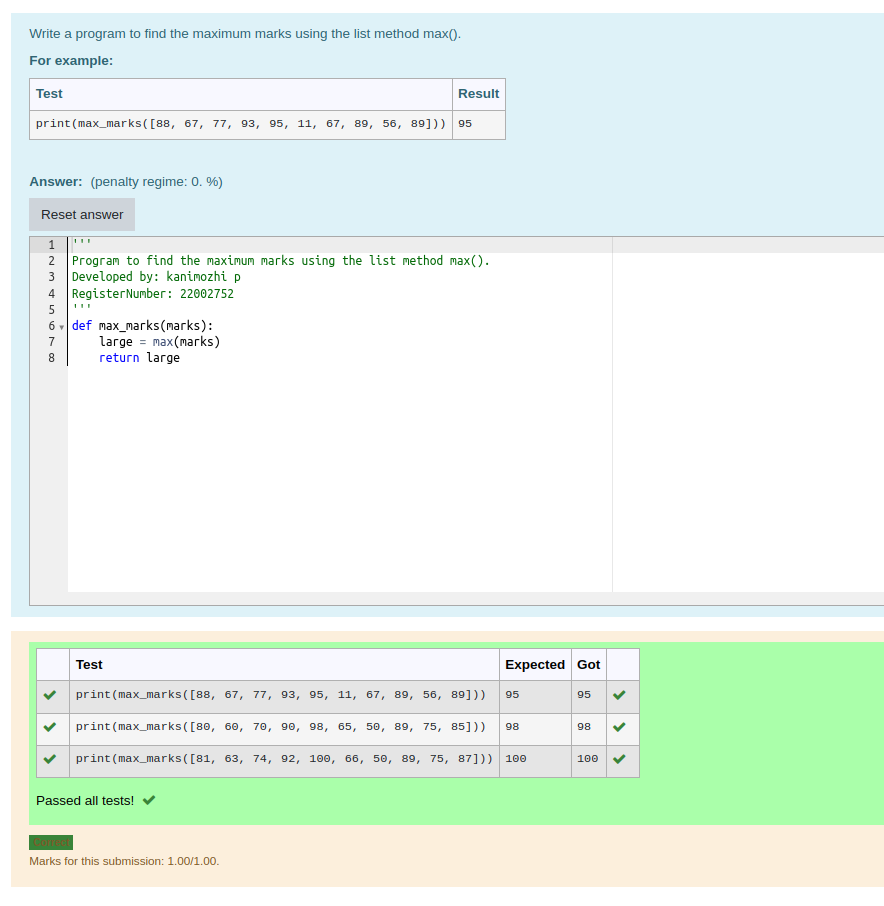 Write a program to find the maximum marks using the list method max().
For example:
Test Result
print(max_marks([88, 67, 77, 93, 95, 11, 67, 89, 56, 89])) 95
Answer: (penalty regime: 0. %)
Reset answer
1 '''
2 Program to find the maximum marks using the list method max().
3 Developed by: kanimozhi p
4 RegisterNumber: 22002752
5 '''
6 def max_marks(marks):
7 large = max(marks)
8 return large
Test Expected Got
print(max_marks([88, 67, 77, 93, 95, 11, 67, 89, 56, 89])) 95 95
print(max_marks([80, 60, 70, 90, 98, 65, 50, 89, 75, 85])) 98 98
print(max_marks([81, 63, 74, 92, 100, 66, 50, 89, 75, 87])) 100 100
Passed all tests!
Correct
Marks for this submission: 1.00/1.00.